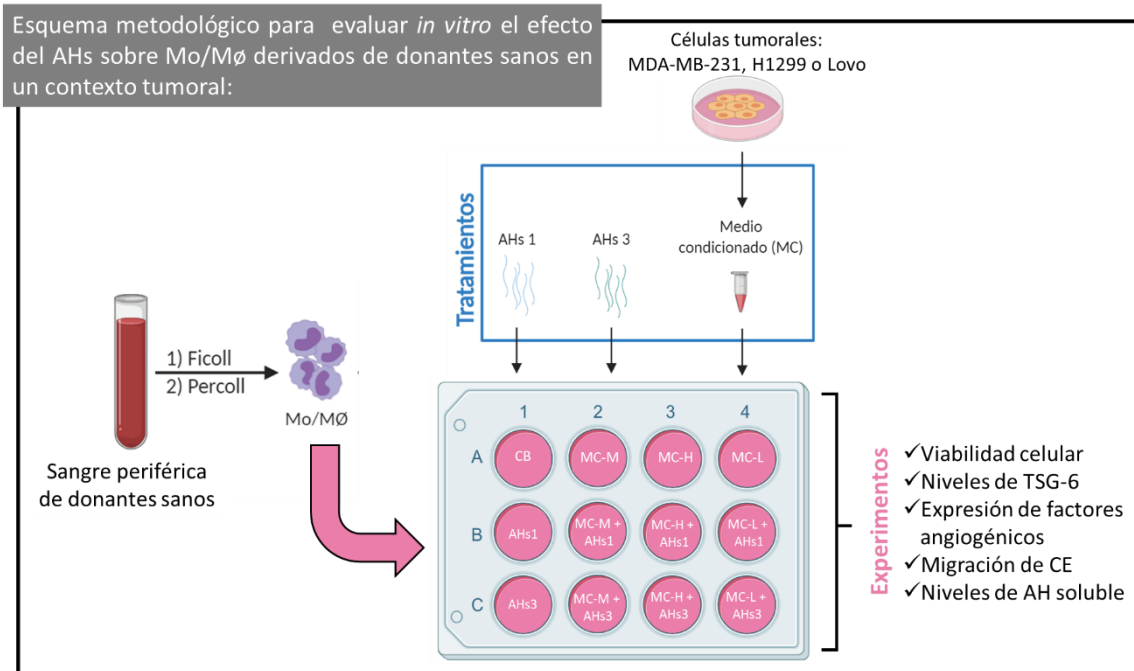 Esquema metodológico para evaluar in vitro el efecto
del AHs sobre Mo/Mø derivados de donantes sanos en
un contexto tumoral:
Células tumorales:
MDA-MB-231, H1299 o Lovo
Tratamientos
AHs 1
AHs 3
Medio
condicionado (MC)
1) Ficoll
2) Percoll
Mo/MØ
Sangre periférica
de donantes sanos
1 2 3 4
A CB MC-M MC-H MC-L
B AHs1 MC-M +
AHs1 MC-H +
AHs1 MC-L +
AHs1
C AHs3 MC-M +
AHs3 MC-H +
AHs3 MC-L +
AHs3
Experimentos
✓Viabilidad celular
✓Niveles de TSG-6
✓Expresión de factores
angiogénicos
✓Migración de CE
✓Niveles de AH soluble